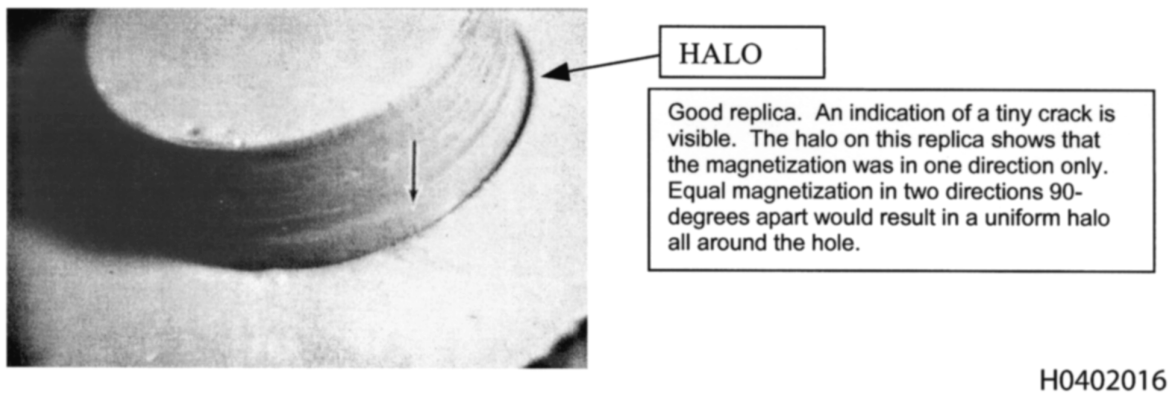 HALO
Good replica. An indication of a tiny crack is
visible. The halo on this replica shows that
the magnetization was in one direction only.
Equal magnetization in two directions 90-
degrees apart would result in a uniform halo
all around the hole.
H0402016